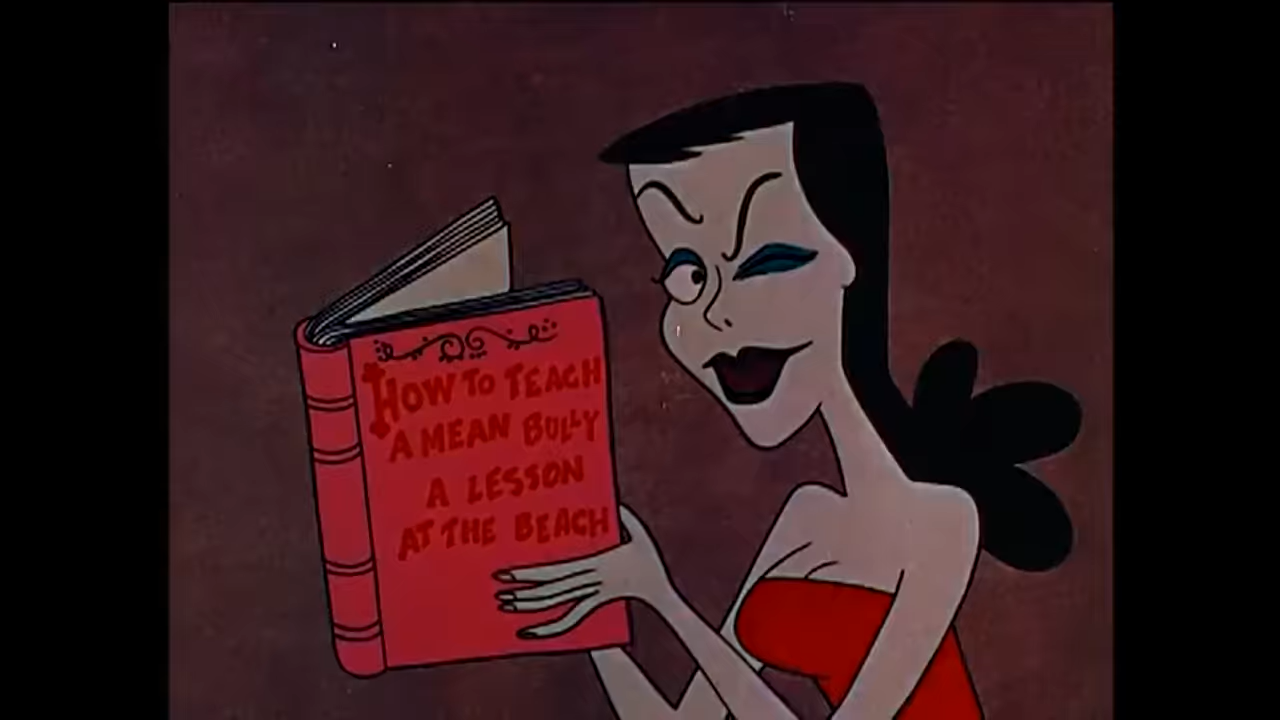 HOW TO TEACH
A MEAN BULLY
A LESSON
AT THE BEACH